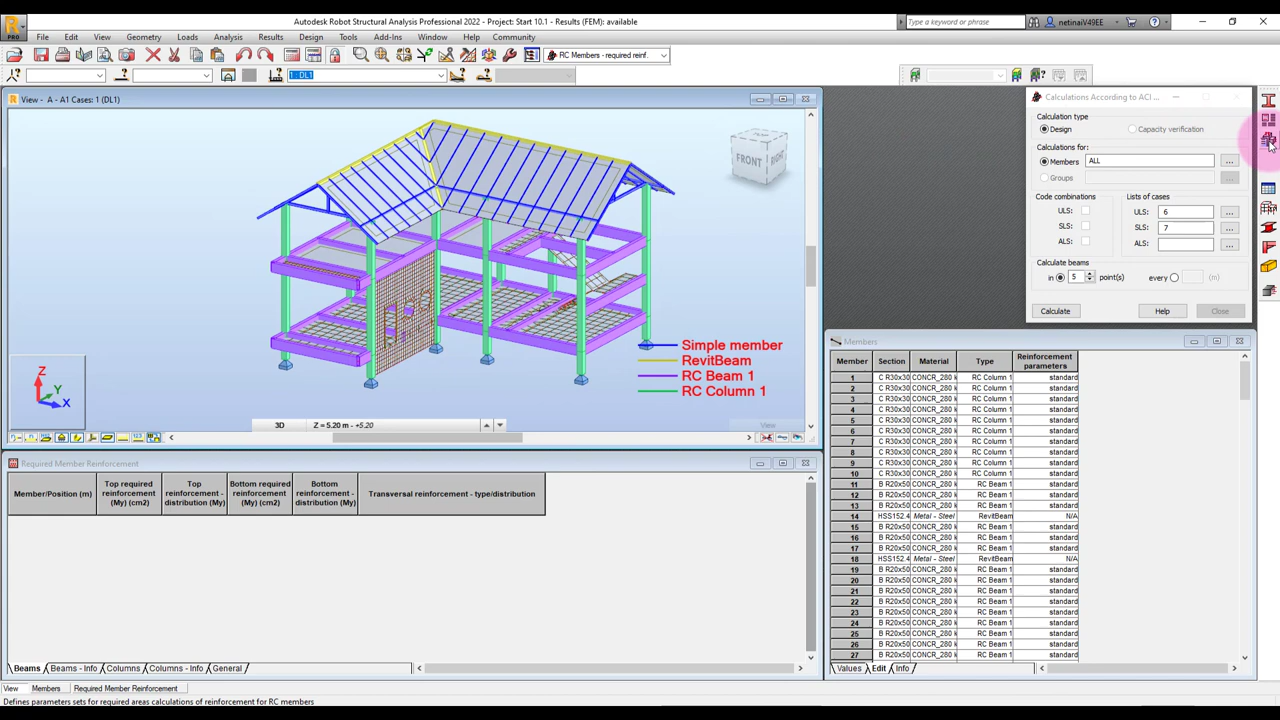 Autodesk Robot Structural Analysis Professional 2022 - Project: Start 10.1 - Results (FEM): available
Type a keyword or phrase
netinaiV49EE
PRO
File Edit View Geometry Loads Analysis Results Design Tools Add-Ins Window Help Community
RC Members - required reinf.
1 : DL1
View - A - A1 Cases: 1 (DL1)
TOP
FRONT
RIGHT
Simple member
RevitBeam
RC Beam 1
RC Column 1
Z
Y
X
3D
Z = 5.20 m - +5.20
View
Calculations According to ACI ...
Calculation type
Design
Capacity verification
Calculations for:
Members
ALL
...
Groups
...
Code combinations
Lists of cases
ULS:
ULS: 6 ...
SLS:
SLS: 7 ...
ALS:
ALS: ...
Calculate beams
in 5 point(s) every (m)
Calculate
Help
Close
Required Member Reinforcement
Member/Position (m)
Top required reinforcement (My) (cm2)
Top reinforcement - distribution (My)
Bottom required reinforcement (My) (cm2)
Bottom reinforcement - distribution (My)
Transversal reinforcement - type/distribution
Beams Beams - Info Columns Columns - Info General
Members
Member Section Material Type Reinforcement parameters
1 C R30x30 CONCR_280 k RC Column 1 standard
2 C R30x30 CONCR_280 k RC Column 1 standard
3 C R30x30 CONCR_280 k RC Column 1 standard
4 C R30x30 CONCR_280 k RC Column 1 standard
5 C R30x30 CONCR_280 k RC Column 1 standard
6 C R30x30 CONCR_280 k RC Column 1 standard
7 C R30x30 CONCR_280 k RC Column 1 standard
8 C R30x30 CONCR_280 k RC Column 1 standard
9 C R30x30 CONCR_280 k RC Column 1 standard
10 C R30x30 CONCR_280 k RC Column 1 standard
11 B R20x50 CONCR_280 k RC Beam 1 standard
12 B R20x50 CONCR_280 k RC Beam 1 standard
13 B R20x50 CONCR_280 k RC Beam 1 standard
14 HSS152.4 Metal - Steel RevitBeam N/A
15 B R20x50 CONCR_280 k RC Beam 1 standard
16 B R20x50 CONCR_280 k RC Beam 1 standard
17 B R20x50 CONCR_280 k RC Beam 1 standard
18 HSS152.4 Metal - Steel RevitBeam N/A
19 B R20x50 CONCR_280 k RC Beam 1 standard
20 B R20x50 CONCR_280 k RC Beam 1 standard
21 B R20x50 CONCR_280 k RC Beam 1 standard
22 B R20x50 CONCR_280 k RC Beam 1 standard
23 B R20x50 CONCR_280 k RC Beam 1 standard
24 B R20x50 CONCR_280 k RC Beam 1 standard
25 B R20x50 CONCR_280 k RC Beam 1 standard
26 B R20x50 CONCR_280 k RC Beam 1 standard
27 B R20x50 CONCR_280 k RC Beam 1 standard
Values Edit Info
View Members Required Member Reinforcement
Defines parameters sets for required areas calculations of reinforcement for RC members